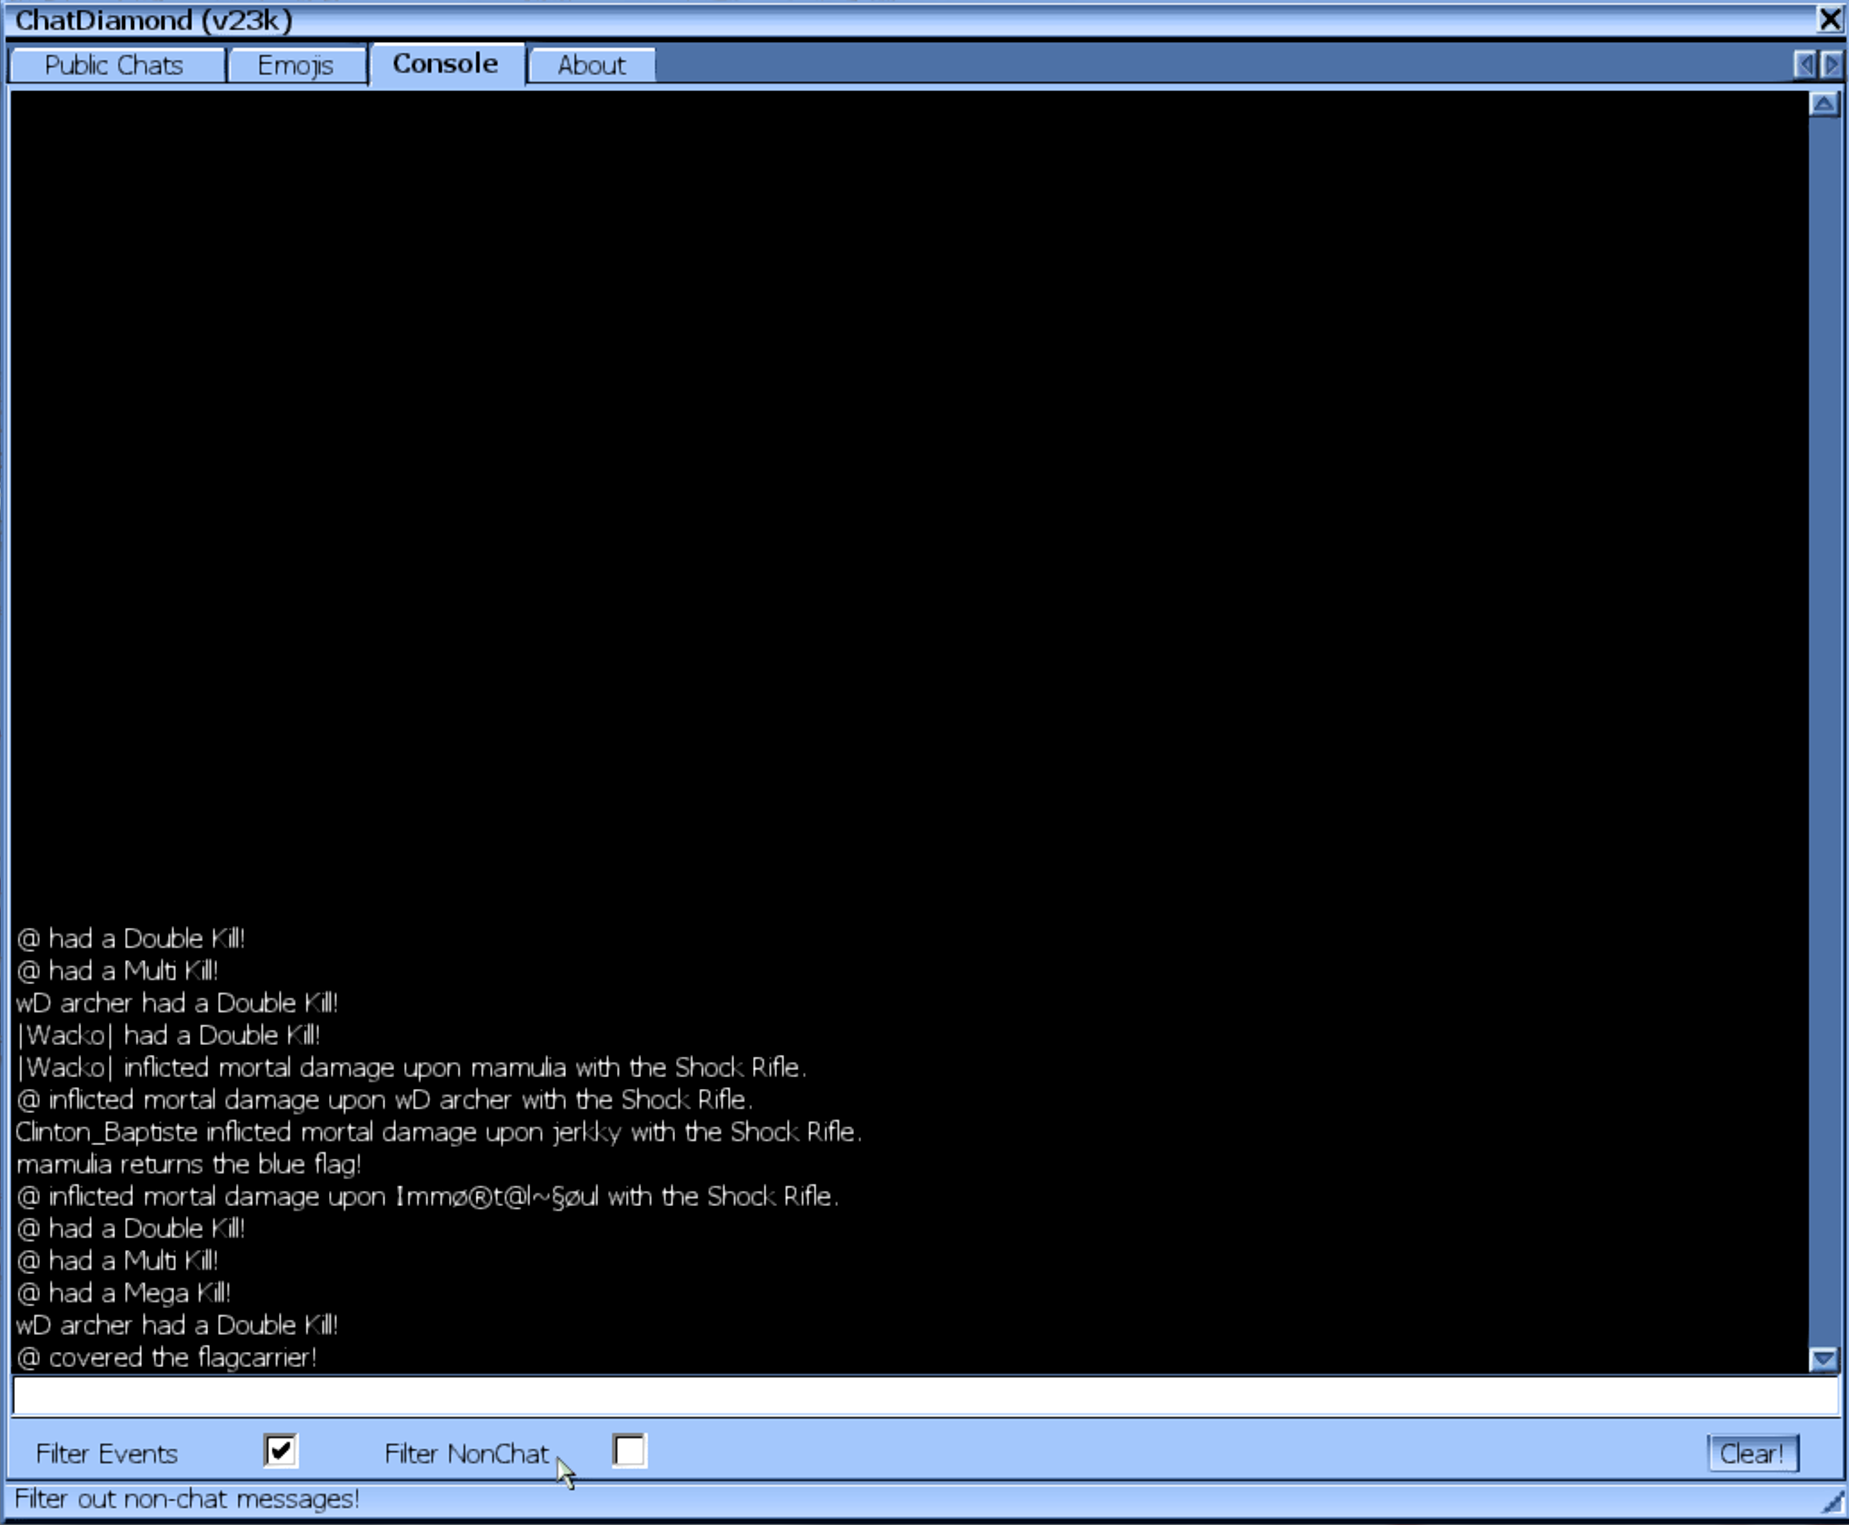 ChatDiamond (v23k)
Public Chats
Emojis
Console
About
@ had a Double Kill!
@ had a Multi Kill!
wD archer had a Double Kill!
|Wacko| had a Double Kill!
|Wacko| inflicted mortal damage upon mamulia with the Shock Rifle.
@ inflicted mortal damage upon wD archer with the Shock Rifle.
Clinton_Baptiste inflicted mortal damage upon jerkky with the Shock Rifle.
mamulia returns the blue flag!
@ inflicted mortal damage upon Immø®t@l~§øul with the Shock Rifle.
@ had a Double Kill!
@ had a Multi Kill!
@ had a Mega Kill!
wD archer had a Double Kill!
@ covered the flagcarrier!
Filter Events
Filter NonChat
Clear!
Filter out non-chat messages!